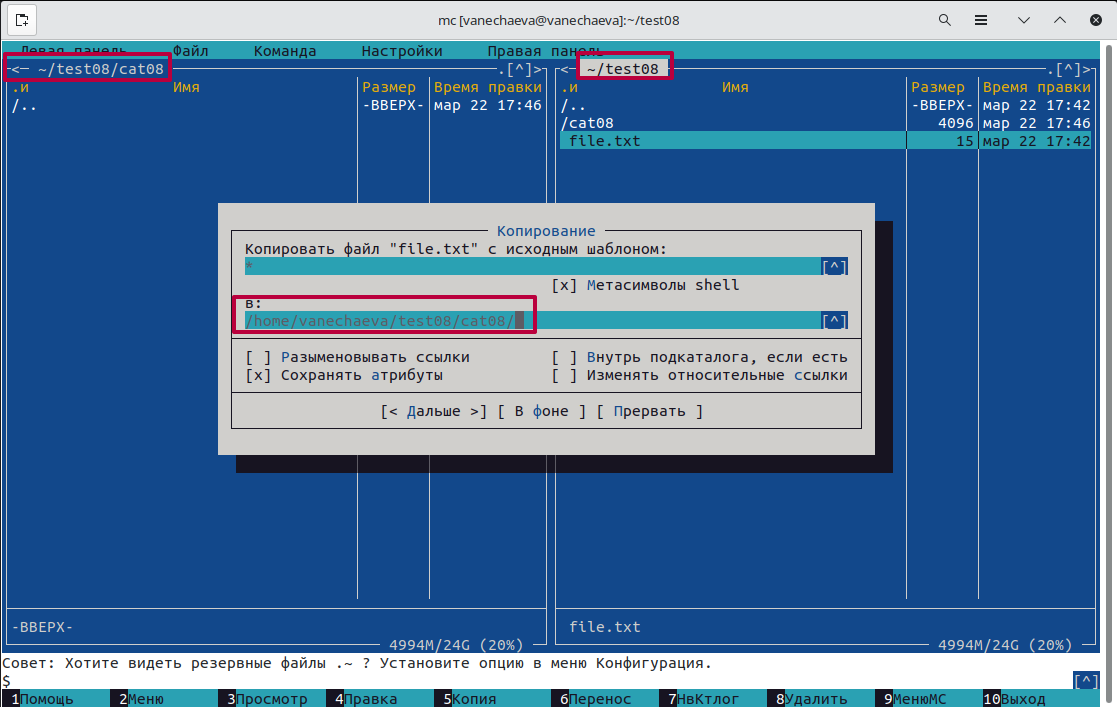 mc [vanechaeva@vanechaeva]:~/test08
Левая панель Файл Команда Настройки Правая панель
<─ ~/test08/cat08 .[^]> <─ ~/test08 .[^]>
.и Имя Размер Время правки .и Имя Размер Время правки
/.. -ВВЕРХ- мар 22 17:46 /.. -ВВЕРХ- мар 22 17:42
/cat08 4096 мар 22 17:46
file.txt 15 мар 22 17:42
Копирование
Копировать файл "file.txt" с исходным шаблоном:
* [^]
[x] Метасимволы shell
в:
/home/vanechaeva/test08/cat08/ [^]
[ ] Разыменовывать ссылки [ ] Внутрь подкаталога, если есть
[x] Сохранять атрибуты [ ] Изменять относительные ссылки
[< Дальше >] [ В фоне ] [ Прервать ]
-ВВЕРХ- file.txt
4994M/24G (20%) 4994M/24G (20%)
Совет: Хотите видеть резервные файлы .~ ? Установите опцию в меню Конфигурация.
$ [^]
1Помощь 2Меню 3Просмотр 4Правка 5Копия 6Перенос 7НвКтлог 8Удалить 9МенюМС 10Выход